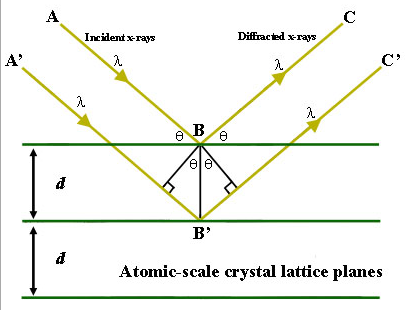 A
C
Incident x-rays
Diffracted x-rays
A'
C'
λ
λ
λ
λ
B
θ
θ
θ
θ
d
B'
d
Atomic-scale crystal lattice planes